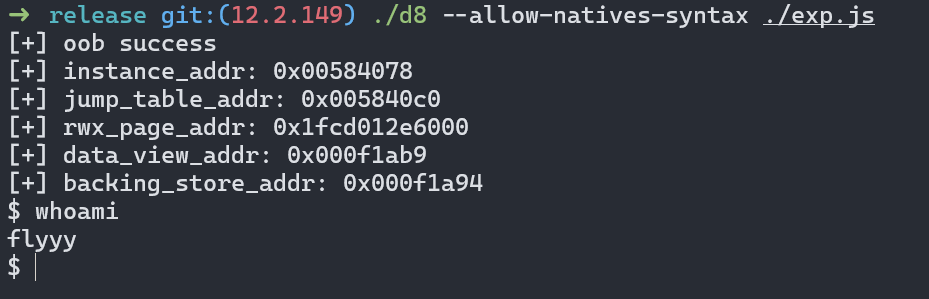 ➜ release git:(12.2.149) ./d8 --allow-natives-syntax ./exp.js
[+] oob success
[+] instance_addr: 0x00584078
[+] jump_table_addr: 0x005840c0
[+] rwx_page_addr: 0x1fcd012e6000
[+] data_view_addr: 0x000f1ab9
[+] backing_store_addr: 0x000f1a94
$ whoami
flyyy
$